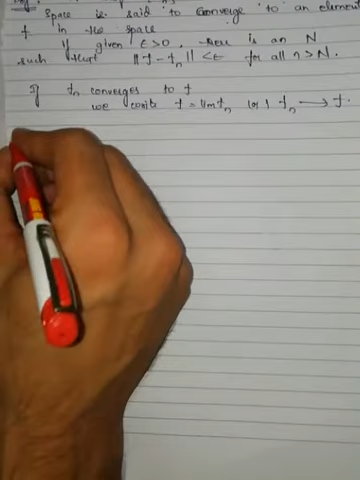 space is said to converge to an element
f in the space
if given ε>0, there is an N
such that ||f - fₙ|| < ε for all n > N.
If fₙ converges to f
we write f = lim fₙ or fₙ ⟶ f.